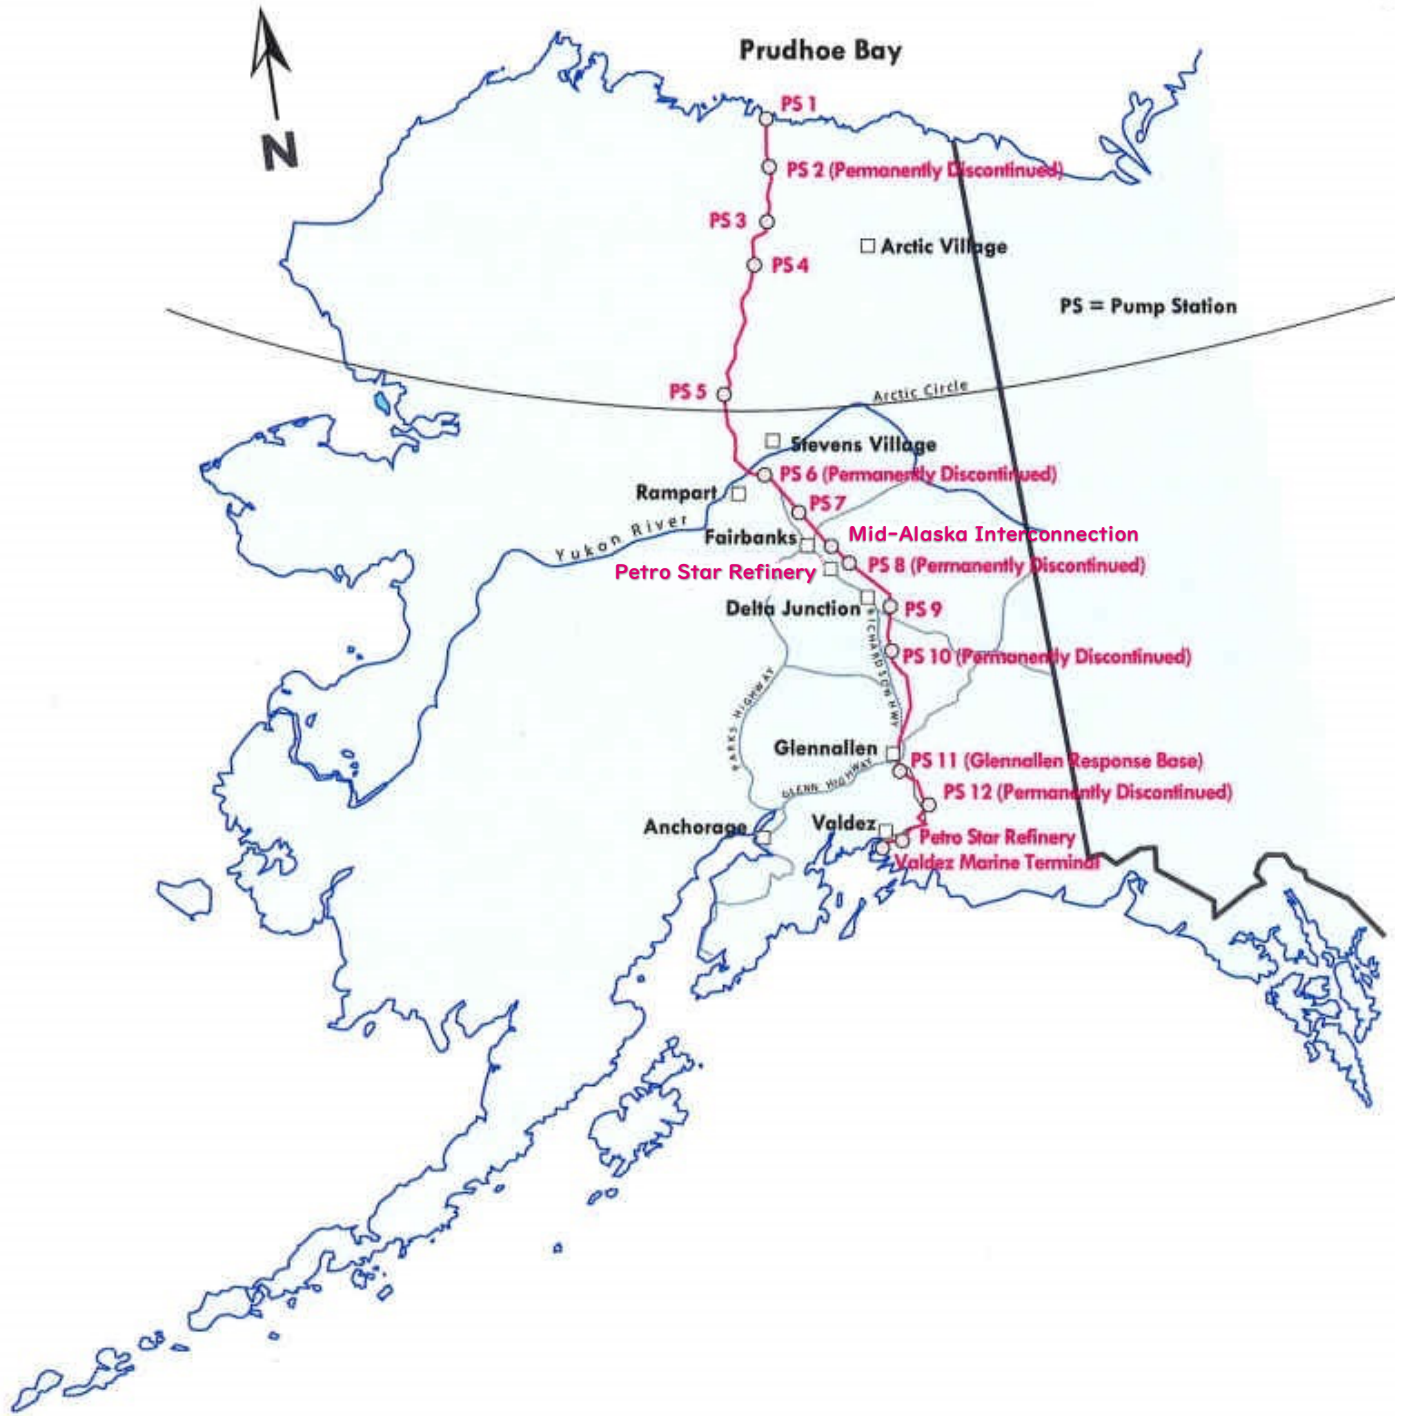 Prudhoe Bay
PS 1
PS 2 (Permanently Discontinued)
N
PS 3
Arctic Village
PS 4
PS = Pump Station
PS 5
Arctic Circle
Stevens Village
PS 6 (Permanently Discontinued)
Rampart
PS 7
Yukon River
Fairbanks
Mid-Alaska Interconnection
PS 8 (Permanently Discontinued)
Petro Star Refinery
Delta Junction
PS 9
RICHARDSON HWY
PS 10 (Permanently Discontinued)
PARKS HIGHWAY
Glennallen
PS 11 (Glennallen Response Base)
GLENN HIGHWAY
PS 12 (Permanently Discontinued)
Anchorage
Valdez
Petro Star Refinery
Valdez Marine Terminal